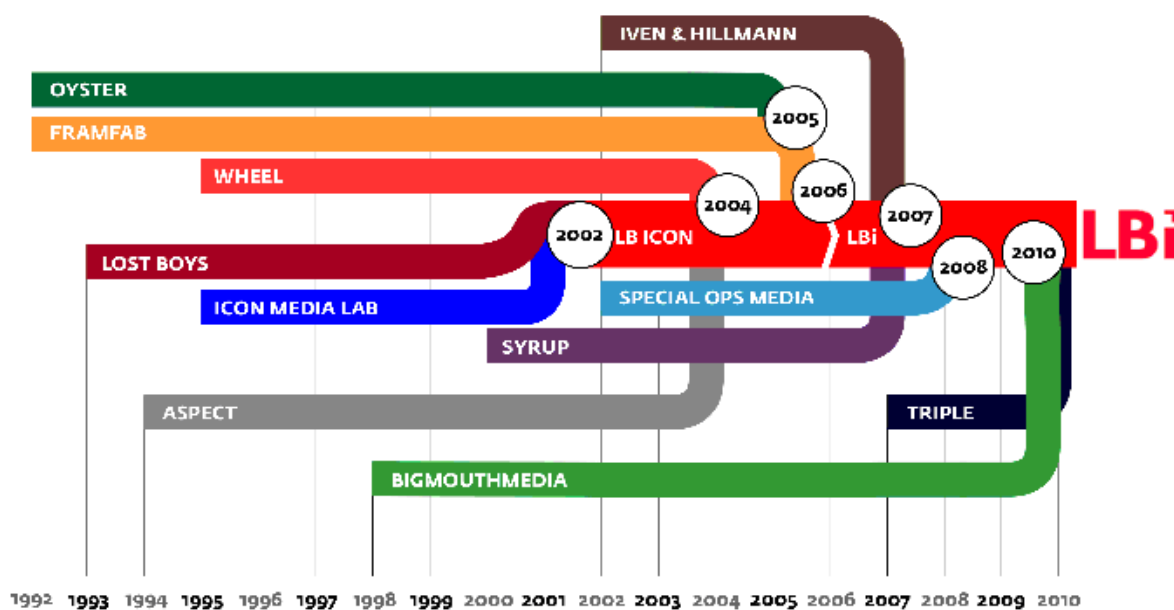 IVEN & HILLMANN
OYSTER
2005
FRAMFAB
WHEEL
2006
2004
2007
LOST BOYS
2002
LB ICON
LBi
2010
LBi
2008
ICON MEDIA LAB
SPECIAL OPS MEDIA
SYRUP
ASPECT
TRIPLE
BIGMOUTHMEDIA
1992 1993 1994 1995 1996 1997 1998 1999 2000 2001 2002 2003 2004 2005 2006 2007 2008 2009 2010